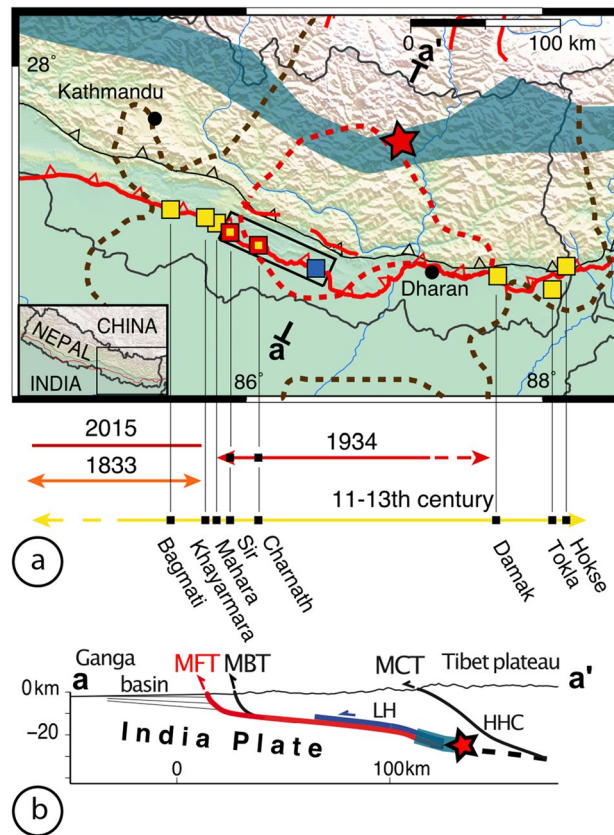 0 100 km
a'
28°
Kathmandu
Dharan
a
CHINA
NEPAL
INDIA
86°
88°
2015
1934
1833
11-13th century
Bagmati
Khayarmara
Mahara
Sir
Charnath
Damak
Tokla
Hokse
a
Ganga
basin
MFT
MBT
MCT
Tibet plateau
a
a'
0 km
-20
LH
HHC
India Plate
0
100km
b